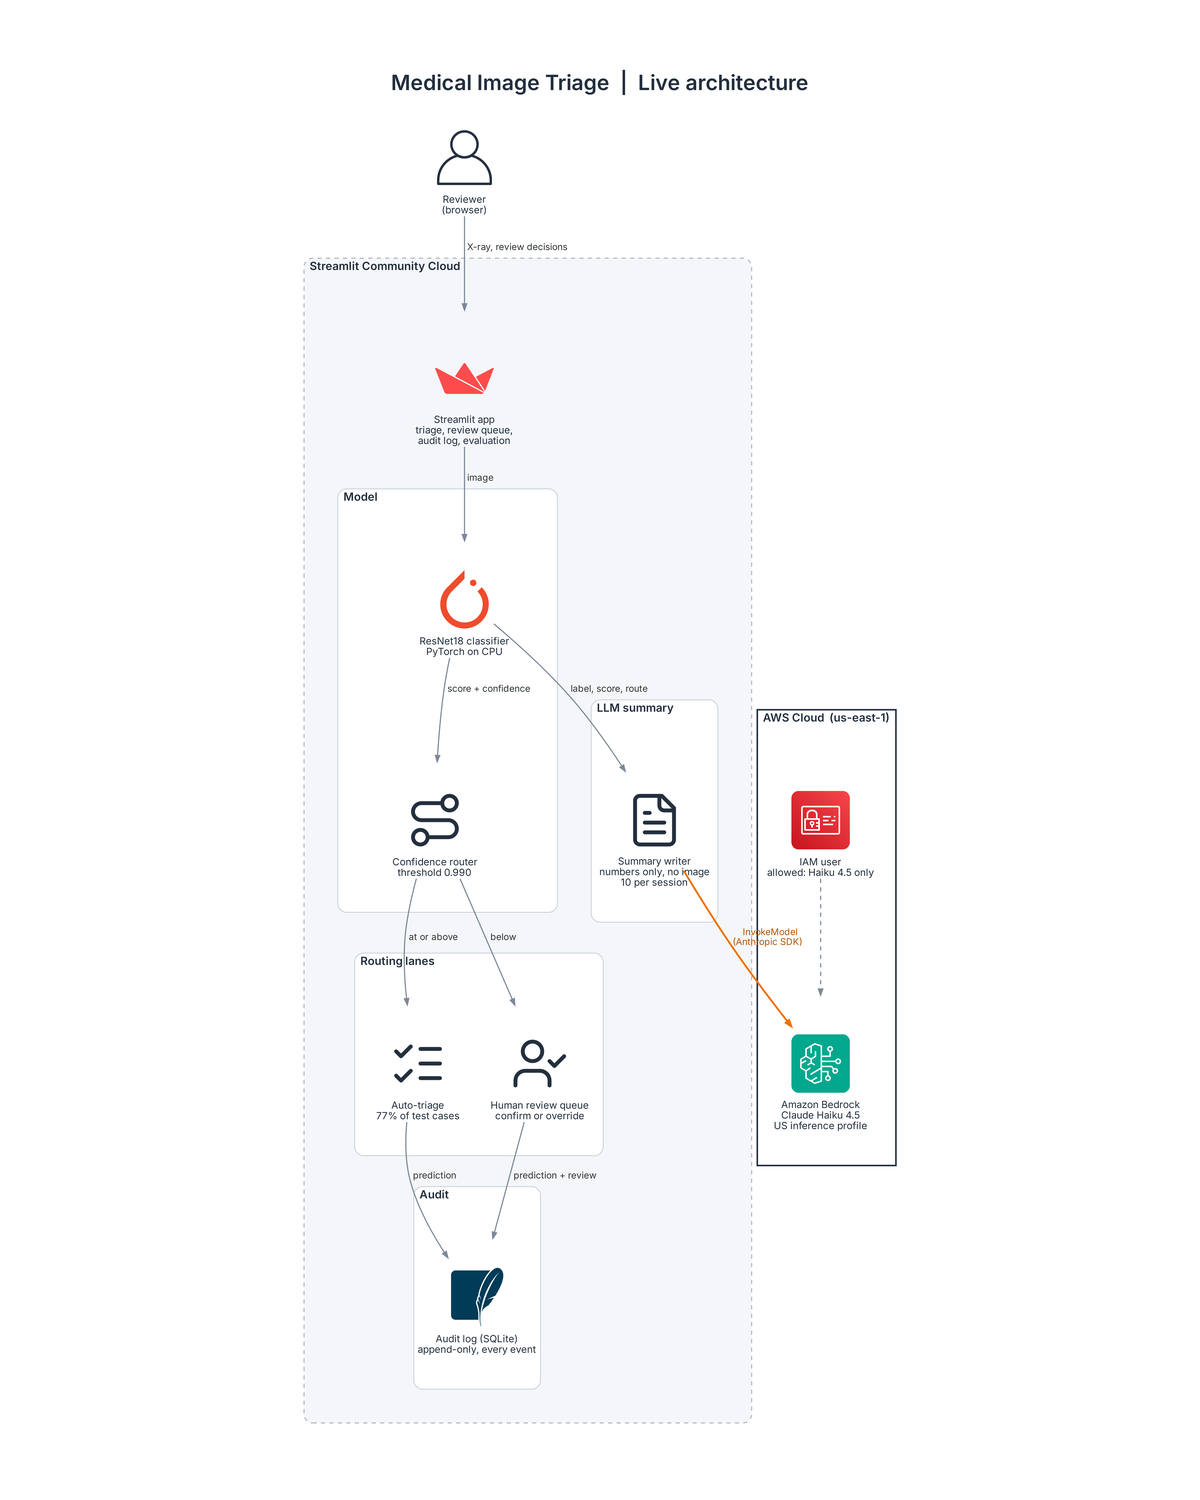 Medical Image Triage | Live architecture
Reviewer
(browser)
X-ray, review decisions
Streamlit Community Cloud
Streamlit app
triage, review queue,
audit log, evaluation
image
Model
ResNet18 classifier
PyTorch on CPU
score + confidence
label, score, route
LLM summary
AWS Cloud (us-east-1)
Confidence router
threshold 0.990
Summary writer
numbers only, no image
10 per session
IAM user
allowed: Haiku 4.5 only
at or above
below
InvokeModel
(Anthropic SDK)
Routing lanes
Auto-triage
77% of test cases
Human review queue
confirm or override
Amazon Bedrock
Claude Haiku 4.5
US inference profile
prediction
prediction + review
Audit
Audit log (SQLite)
append-only, every event